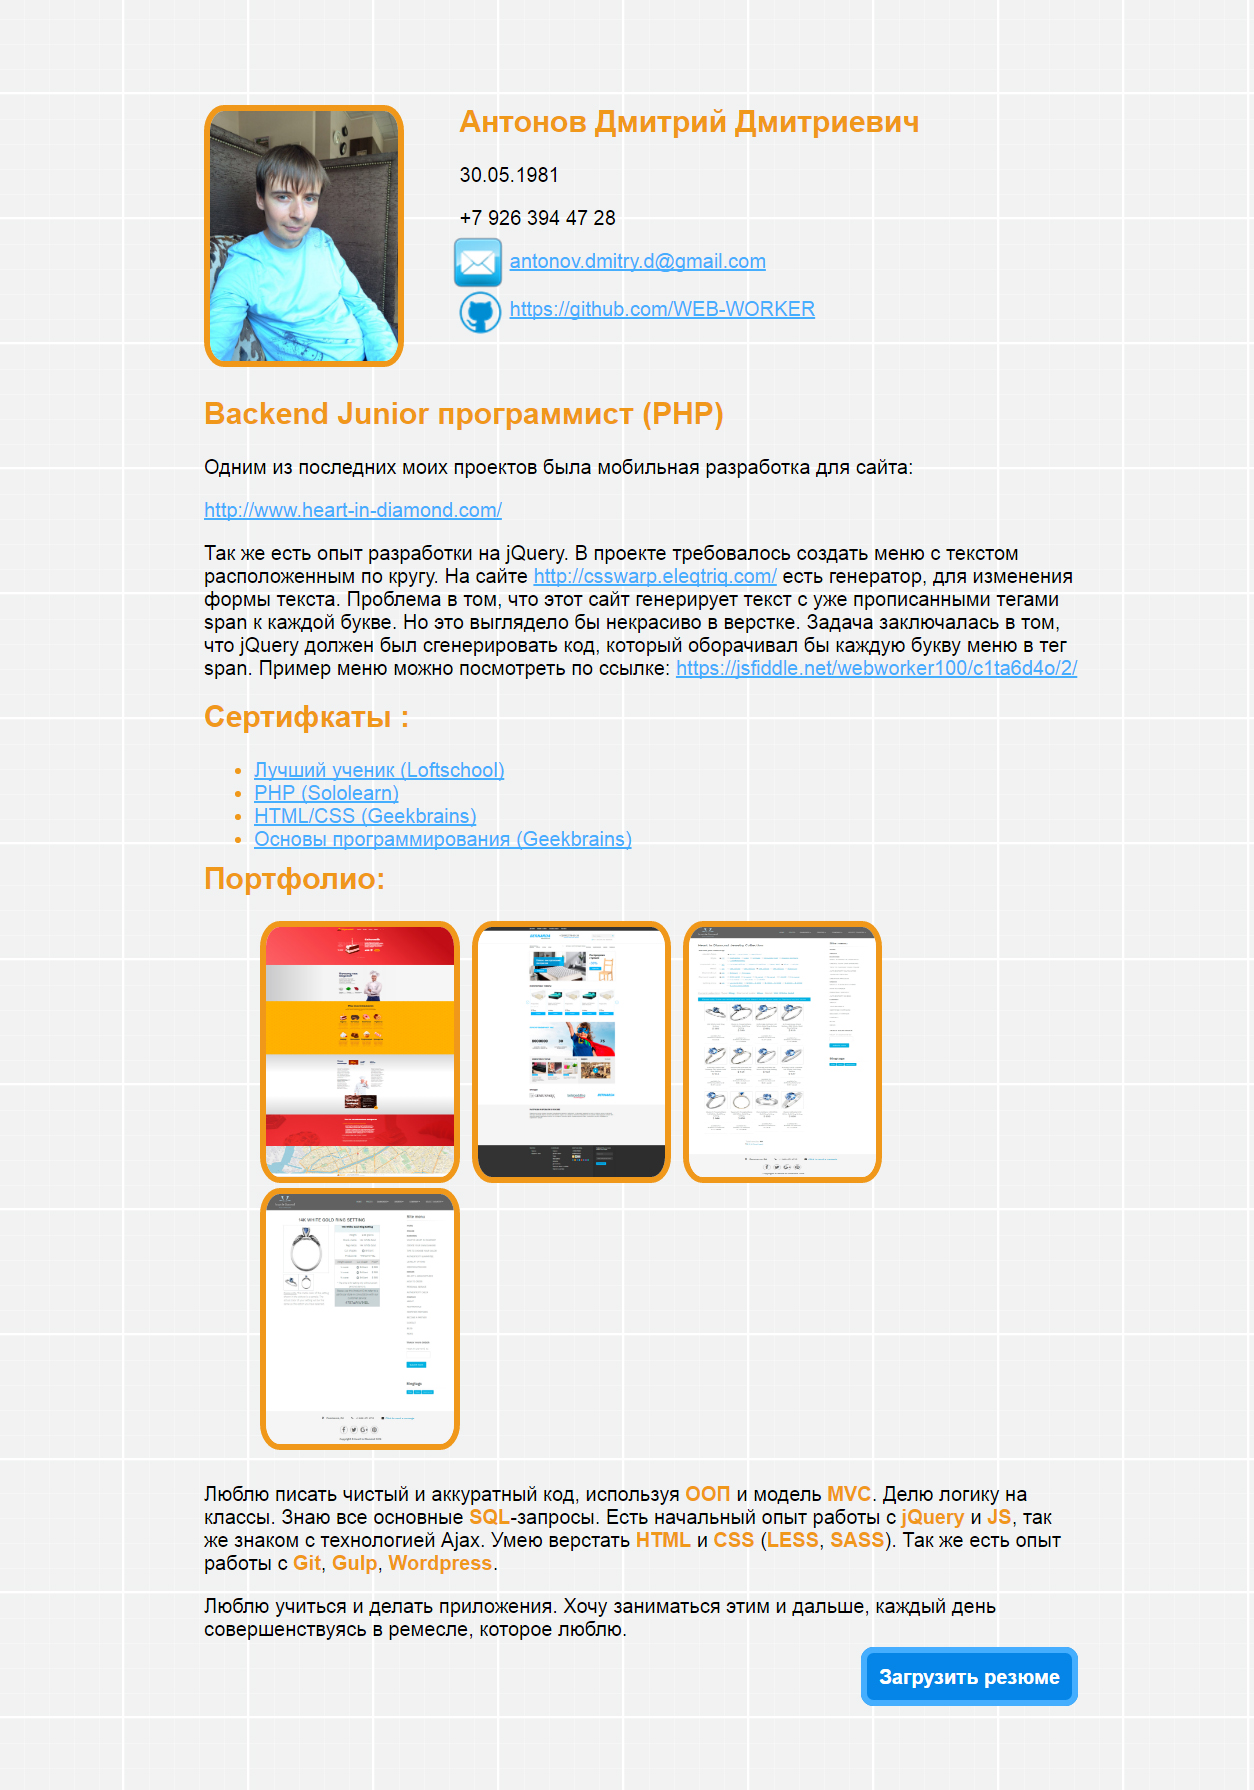 Антонов Дмитрий Дмитриевич
30.05.1981
+7 926 394 47 28
antonov.dmitry.d@gmail.com
https://github.com/WEB-WORKER
Backend Junior программист (PHP)
Одним из последних моих проектов была мобильная разработка для сайта:
http://www.heart-in-diamond.com/
Так же есть опыт разработки на jQuery. В проекте требовалось создать меню с текстом
расположенным по кругу. На сайте http://csswarp.eleqtriq.com/ есть генератор, для изменения
формы текста. Проблема в том, что этот сайт генерирует текст с уже прописанными тегами
span к каждой букве. Но это выглядело бы некрасиво в верстке. Задача заключалась в том,
что jQuery должен был сгенерировать код, который оборачивал бы каждую букву меню в тег
span. Пример меню можно посмотреть по ссылке: https://jsfiddle.net/webworker100/c1ta6d4o/2/
Сертифкаты :
Лучший ученик (Loftschool)
PHP (Sololearn)
HTML/CSS (Geekbrains)
Основы программирования (Geekbrains)
Портфолио:
14K WHITE GOLD RING SETTING
Люблю писать чистый и аккуратный код, используя ООП и модель MVC. Делю логику на
классы. Знаю все основные SQL-запросы. Есть начальный опыт работы с jQuery и JS, так
же знаком с технологией Ajax. Умею верстать HTML и CSS (LESS, SASS). Так же есть опыт
работы с Git, Gulp, Wordpress.
Люблю учиться и делать приложения. Хочу заниматься этим и дальше, каждый день
совершенствуясь в ремесле, которое люблю.
Загрузить резюме